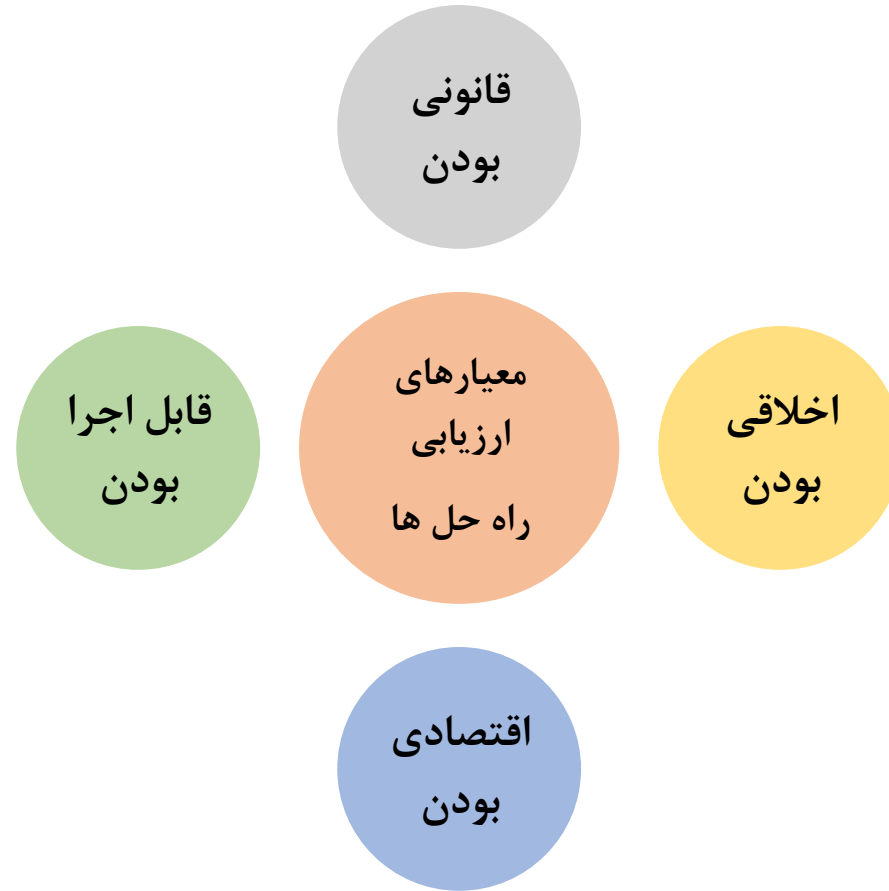 قانونی
بودن
معیارهای
ارزیابی
راه حل ها
اخلاقی
بودن
قابل اجرا
بودن
اقتصادی
بودن